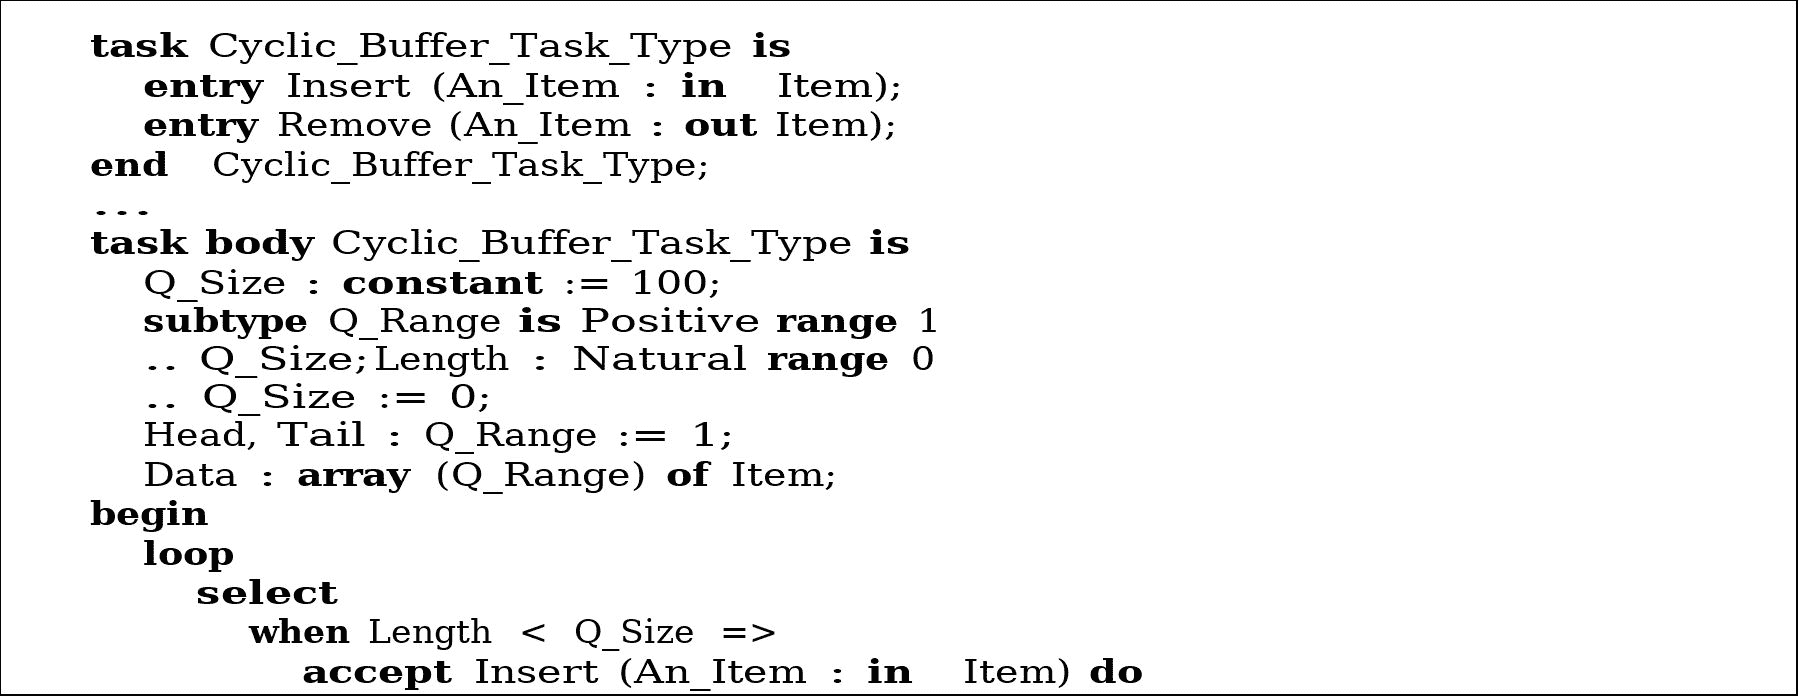 task Cyclic_Buffer_Task_Type is
entry Insert (An_Item : in Item);
entry Remove (An_Item : out Item);
end Cyclic_Buffer_Task_Type;
...
task body Cyclic_Buffer_Task_Type is
Q_Size : constant := 100;
subtype Q_Range is Positive range 1
.. Q_Size;Length : Natural range 0
.. Q_Size := 0;
Head, Tail : Q_Range := 1;
Data : array (Q_Range) of Item;
begin
loop
select
when Length < Q_Size =>
accept Insert (An_Item : in Item) do